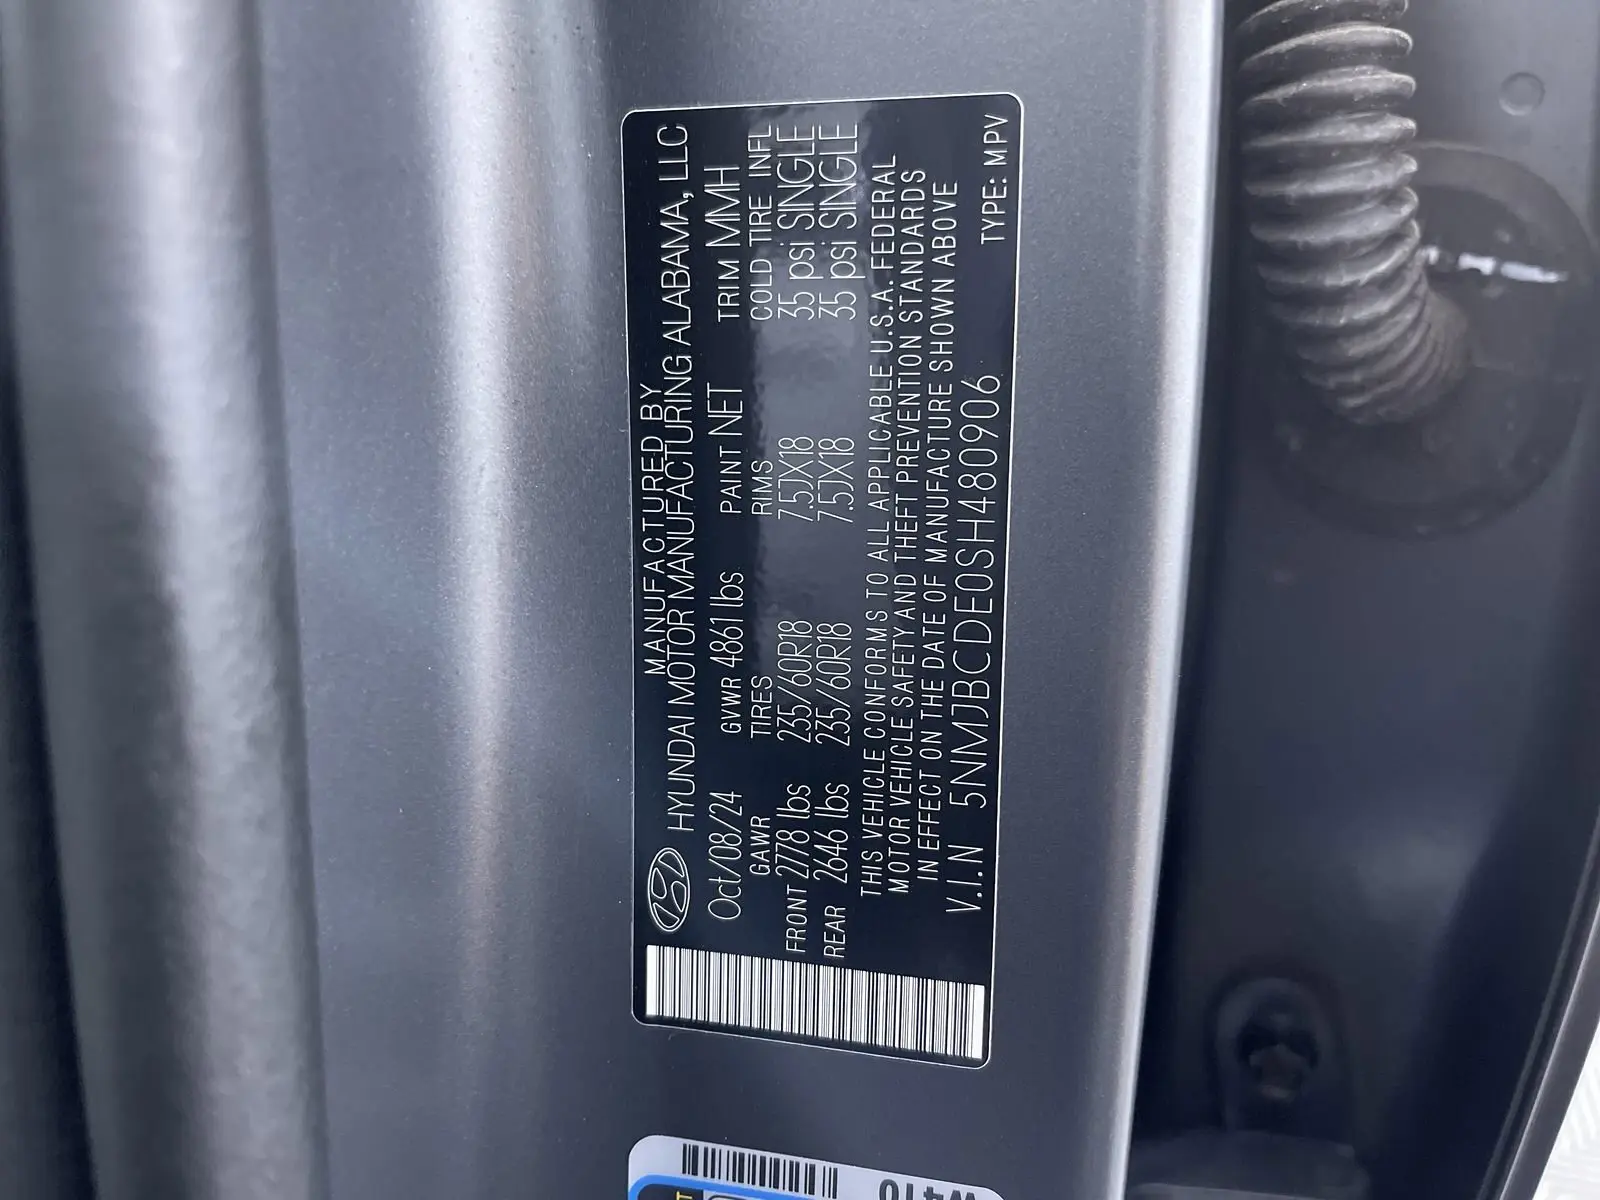 MANUFACTURED BY
HYUNDAI MOTOR MANUFACTURING ALABAMA, LLC
Oct/08/24 GVWR 4861 lbs PAINT NET TRIM MMH
GAWR TIRES RIMS COLD TIRE INFL
FRONT 2778 lbs 235/60R18 7.5JX18 35 psi SINGLE
REAR 2646 lbs 235/60R18 7.5JX18 35 psi SINGLE
THIS VEHICLE CONFORMS TO ALL APPLICABLE U.S.A. FEDERAL
MOTOR VEHICLE SAFETY AND THEFT PREVENTION STANDARDS
IN EFFECT ON THE DATE OF MANUFACTURE SHOWN ABOVE
V.I.N 5NMJBCDE0SH480906
TYPE: MPV